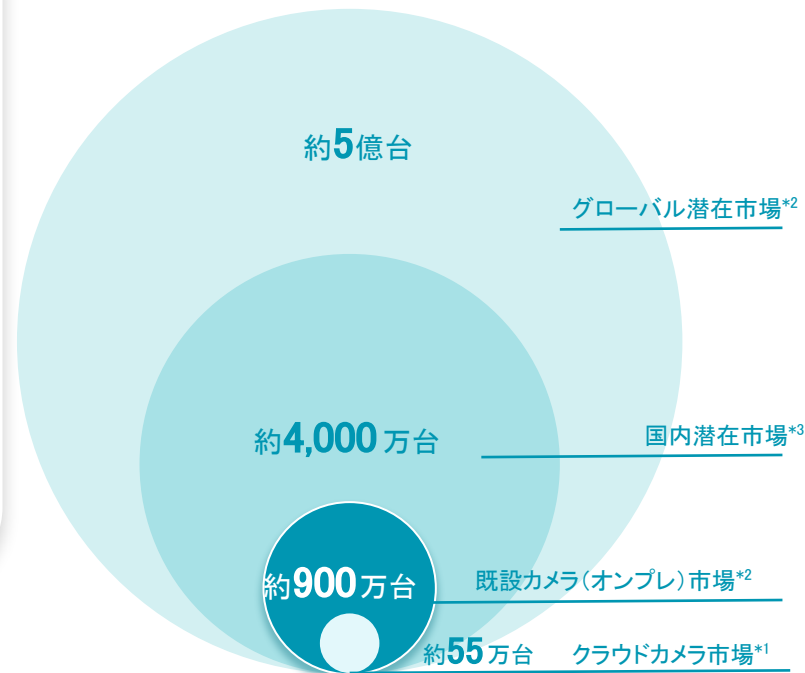 約5億台
グローバル潜在市場*2
約4,000万台
国内潜在市場*3
約900万台
既設カメラ(オンプレ)市場*2
約55万台 クラウドカメラ市場*1